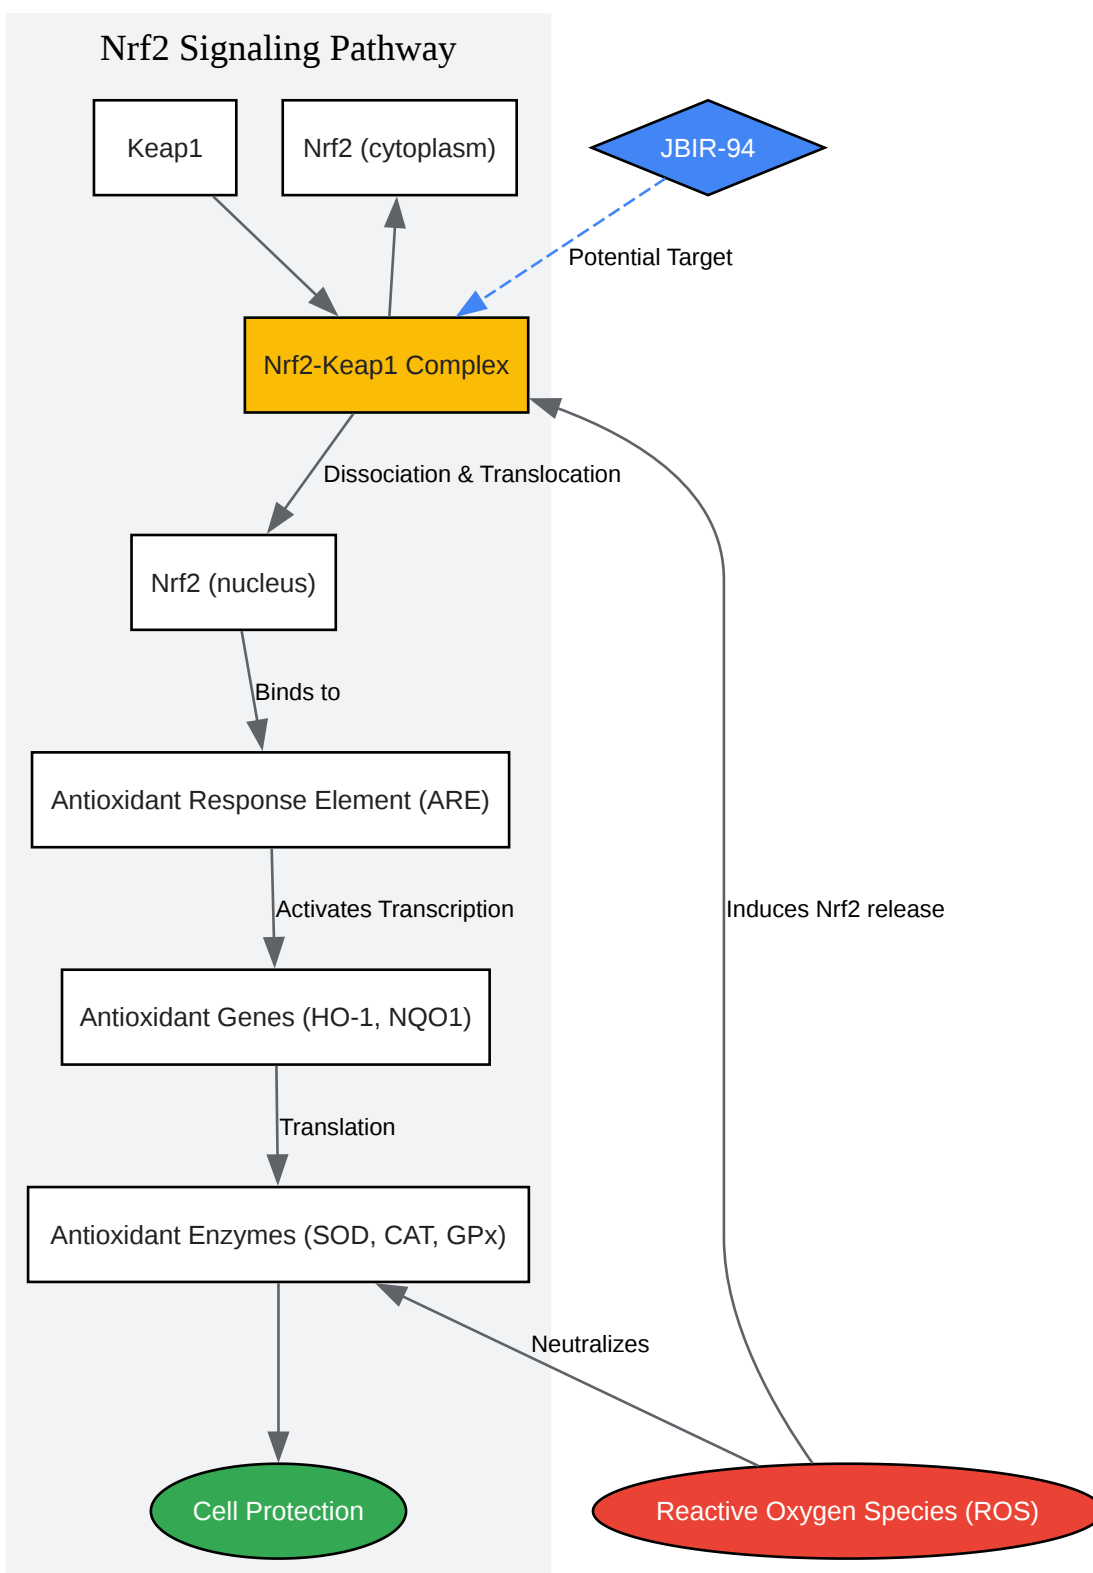 Nrf2 Signaling Pathway
Keap1
Nrf2 (cytoplasm)
JBIR-94
Potential Target
Nrf2-Keap1 Complex
Dissociation & Translocation
Nrf2 (nucleus)
Binds to
Antioxidant Response Element (ARE)
Activates Transcription
Induces Nrf2 release
Antioxidant Genes (HO-1, NQO1)
Translation
Antioxidant Enzymes (SOD, CAT, GPx)
Neutralizes
Cell Protection
Reactive Oxygen Species (ROS)